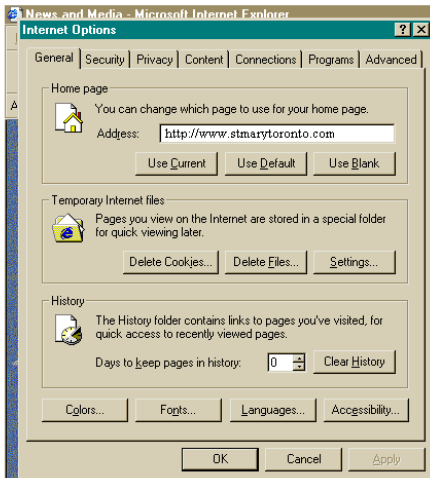 News and Media - Microsoft Internet Explorer
Internet Options
General Security Privacy Content Connections Programs Advanced
Home page
You can change which page to use for your home page.
Address: http://www.stmarytoronto.com
Use Current Use Default Use Blank
Temporary Internet files
Pages you view on the Internet are stored in a special folder
for quick viewing later.
Delete Cookies... Delete Files... Settings...
History
The History folder contains links to pages you've visited, for
quick access to recently viewed pages.
Days to keep pages in history: 0 Clear History
Colors... Fonts... Languages... Accessibility...
OK Cancel Apply